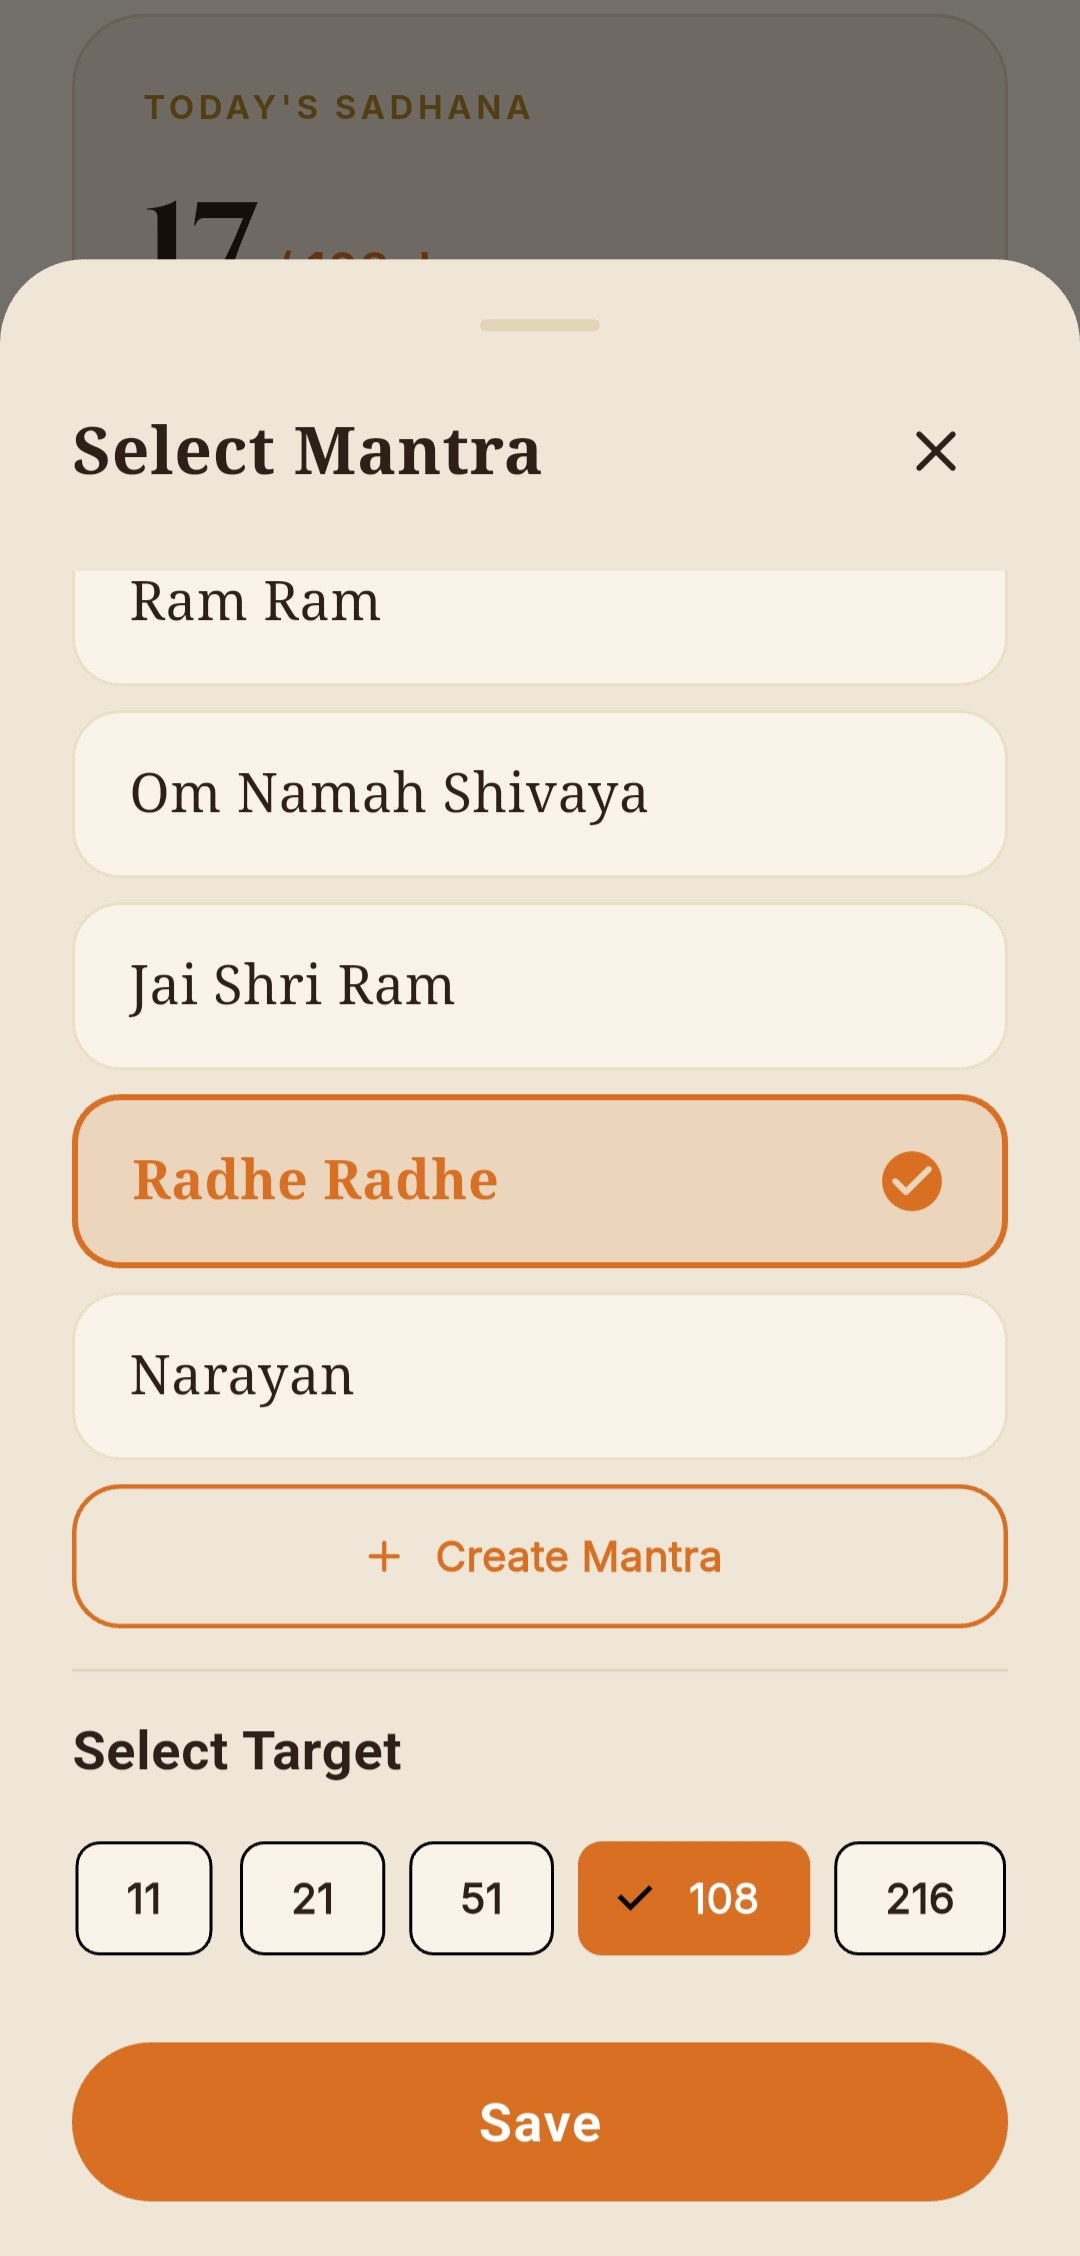 TODAY'S SADHANA
17 / 108
Select Mantra
Ram Ram
Om Namah Shivaya
Jai Shri Ram
Radhe Radhe
Narayan
+ Create Mantra
Select Target
11 21 51 108 216
Save